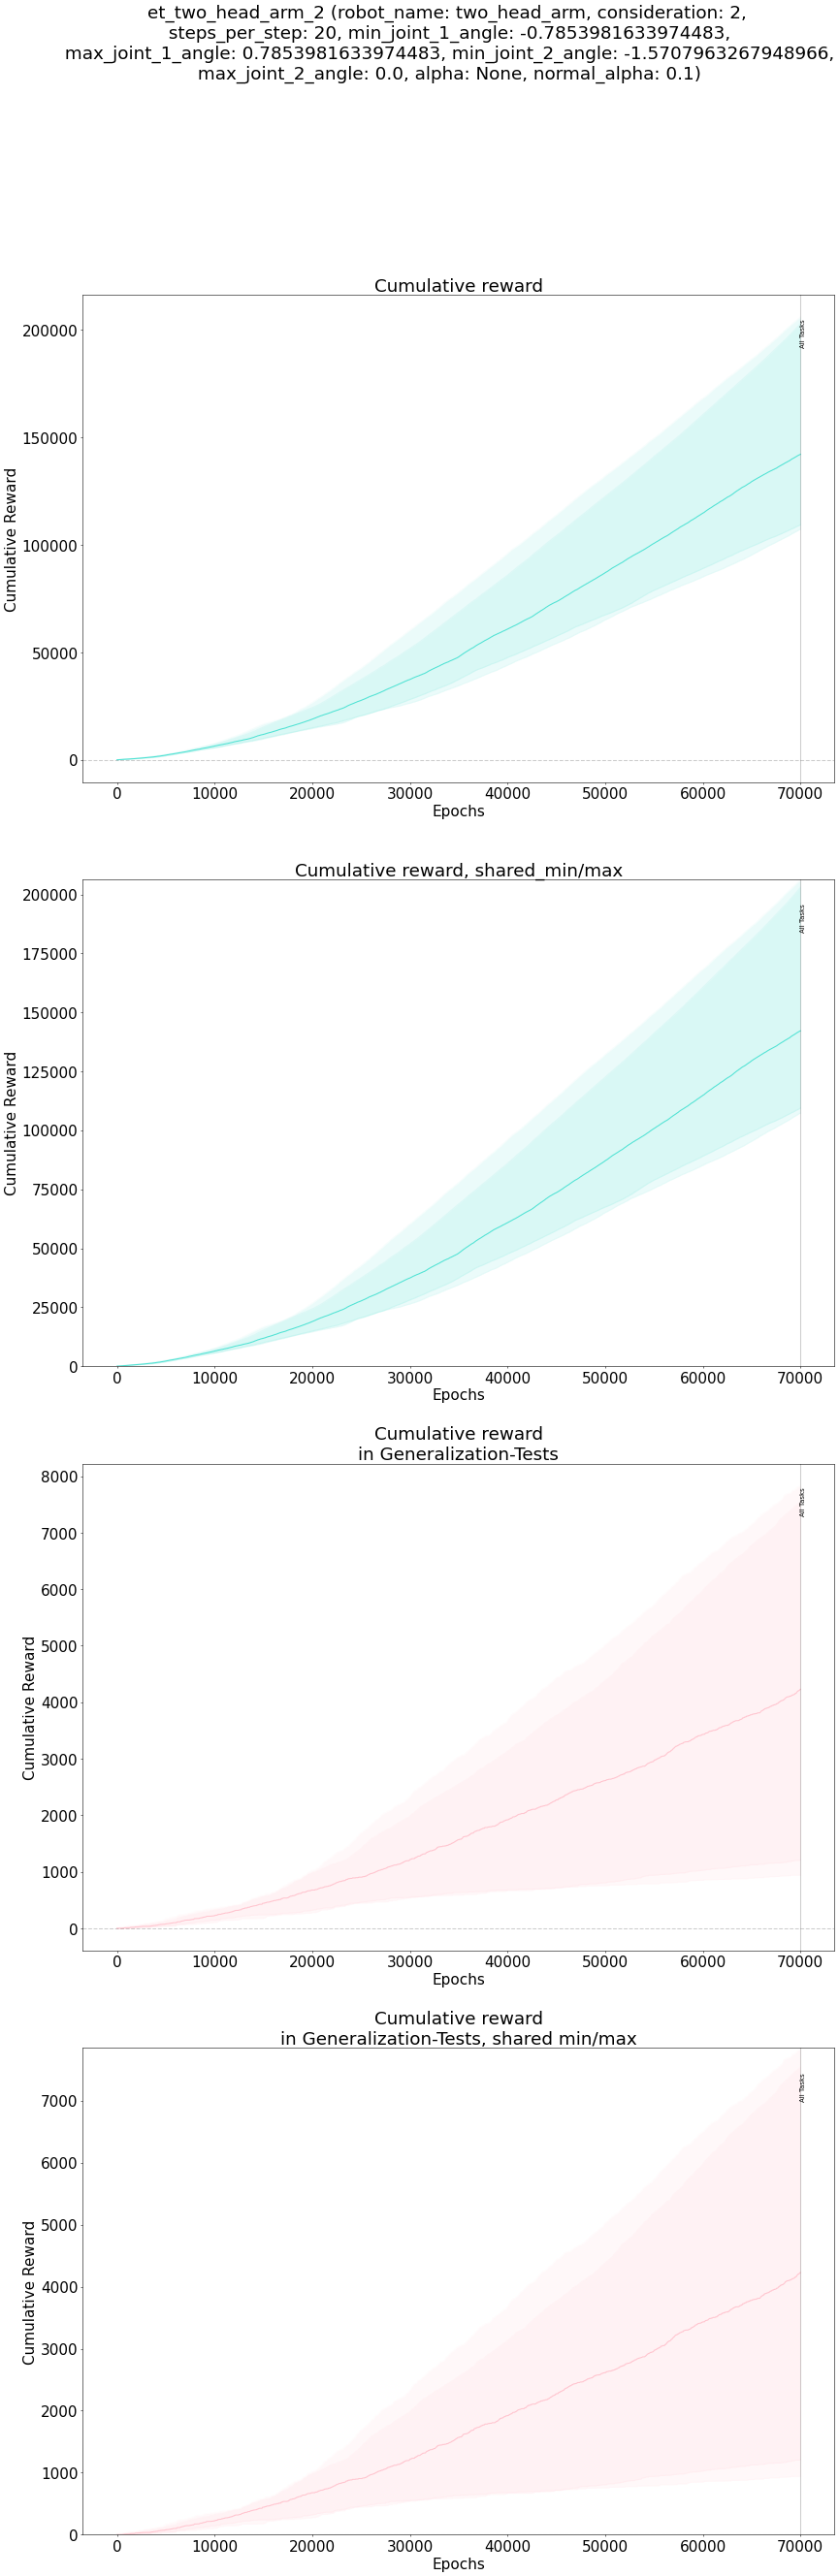 et_two_head_arm_2 (robot_name: two_head_arm, consideration: 2,
steps_per_step: 20, min_joint_1_angle: -0.7853981633974483,
max_joint_1_angle: 0.7853981633974483, min_joint_2_angle: -1.5707963267948966,
max_joint_2_angle: 0.0, alpha: None, normal_alpha: 0.1)
Cumulative reward
200000
150000
100000
50000
0
Cumulative Reward
All Tasks
0 10000 20000 30000 40000 50000 60000 70000
Epochs
Cumulative reward, shared_min/max
200000
175000
150000
125000
100000
75000
50000
25000
0
Cumulative Reward
All Tasks
0 10000 20000 30000 40000 50000 60000 70000
Epochs
Cumulative reward
in Generalization-Tests
8000
7000
6000
5000
4000
3000
2000
1000
0
Cumulative Reward
All Tasks
0 10000 20000 30000 40000 50000 60000 70000
Epochs
Cumulative reward
in Generalization-Tests, shared min/max
7000
6000
5000
4000
3000
2000
1000
0
Cumulative Reward
All Tasks
0 10000 20000 30000 40000 50000 60000 70000
Epochs